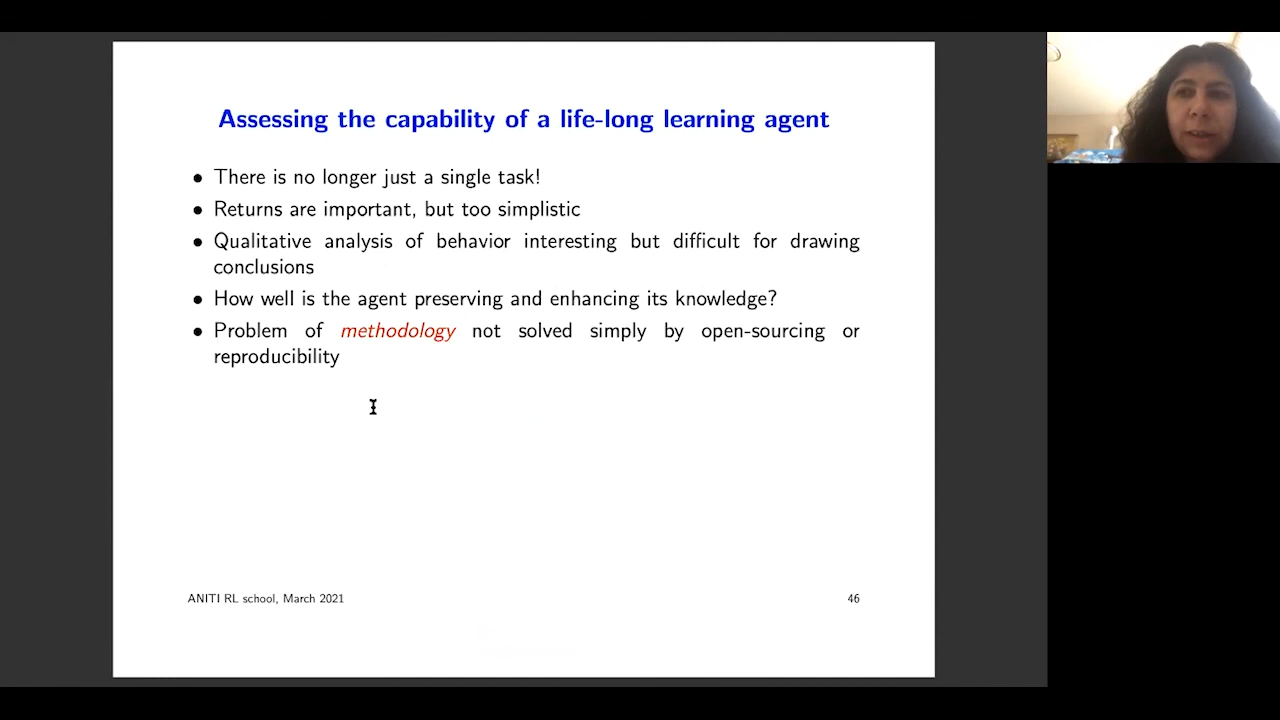 Assessing the capability of a life-long learning agent
• There is no longer just a single task!
• Returns are important, but too simplistic
• Qualitative analysis of behavior interesting but difficult for drawing
conclusions
• How well is the agent preserving and enhancing its knowledge?
• Problem of methodology not solved simply by open-sourcing or
reproducibility
ANITI RL school, March 2021
46